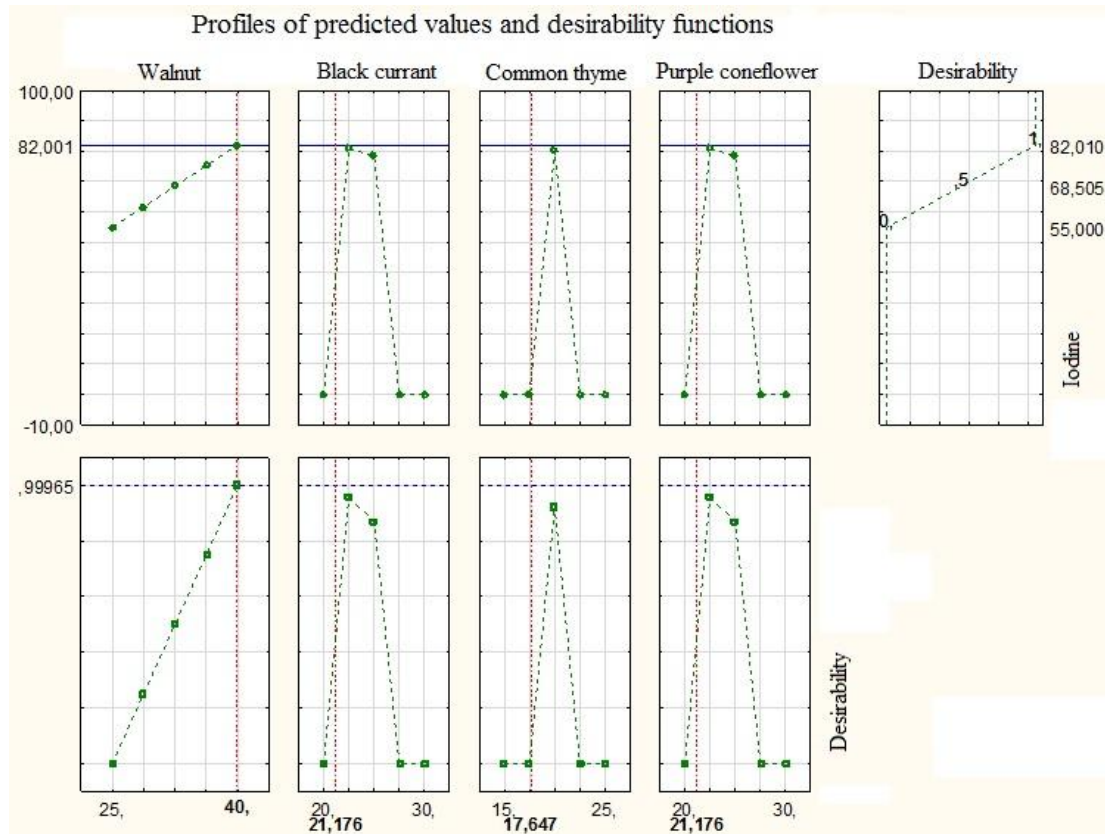 Profiles of predicted values and desirability functions
Walnut Black currant Common thyme Purple coneflower Desirability
100,00
82,001
-10,00
1,
,5
0,
82,010
68,505
55,000
Iodine
,99965
Desirability
25, 40, 20, 30, 15, 25, 20, 30,
21,176 17,647 21,176